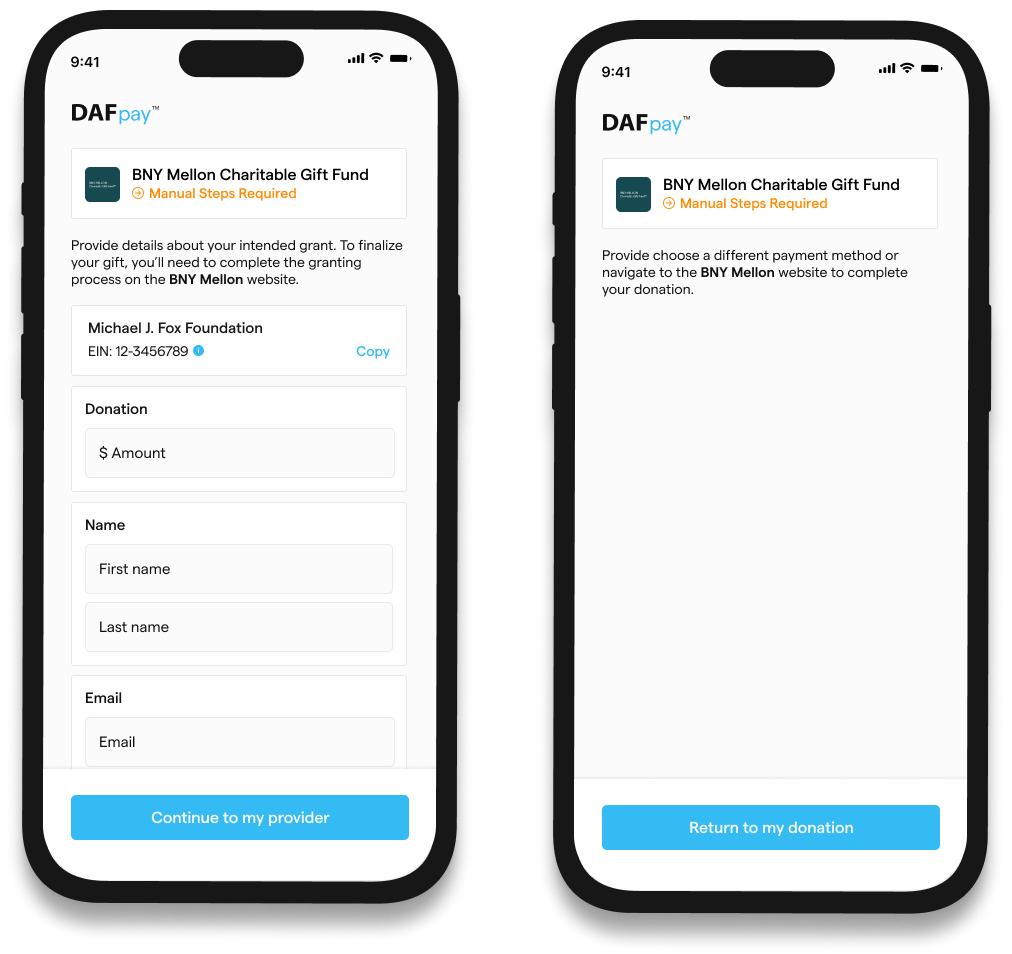 9:41
DAFpay™
BNY Mellon Charitable Gift Fund
Manual Steps Required
Provide details about your intended grant. To finalize
your gift, you’ll need to complete the granting
process on the BNY Mellon website.
Michael J. Fox Foundation
EIN: 12-3456789
Copy
Donation
$ Amount
Name
First name
Last name
Email
Email
Continue to my provider
9:41
DAFpay™
BNY Mellon Charitable Gift Fund
Manual Steps Required
Provide choose a different payment method or
navigate to the BNY Mellon website to complete
your donation.
Return to my donation